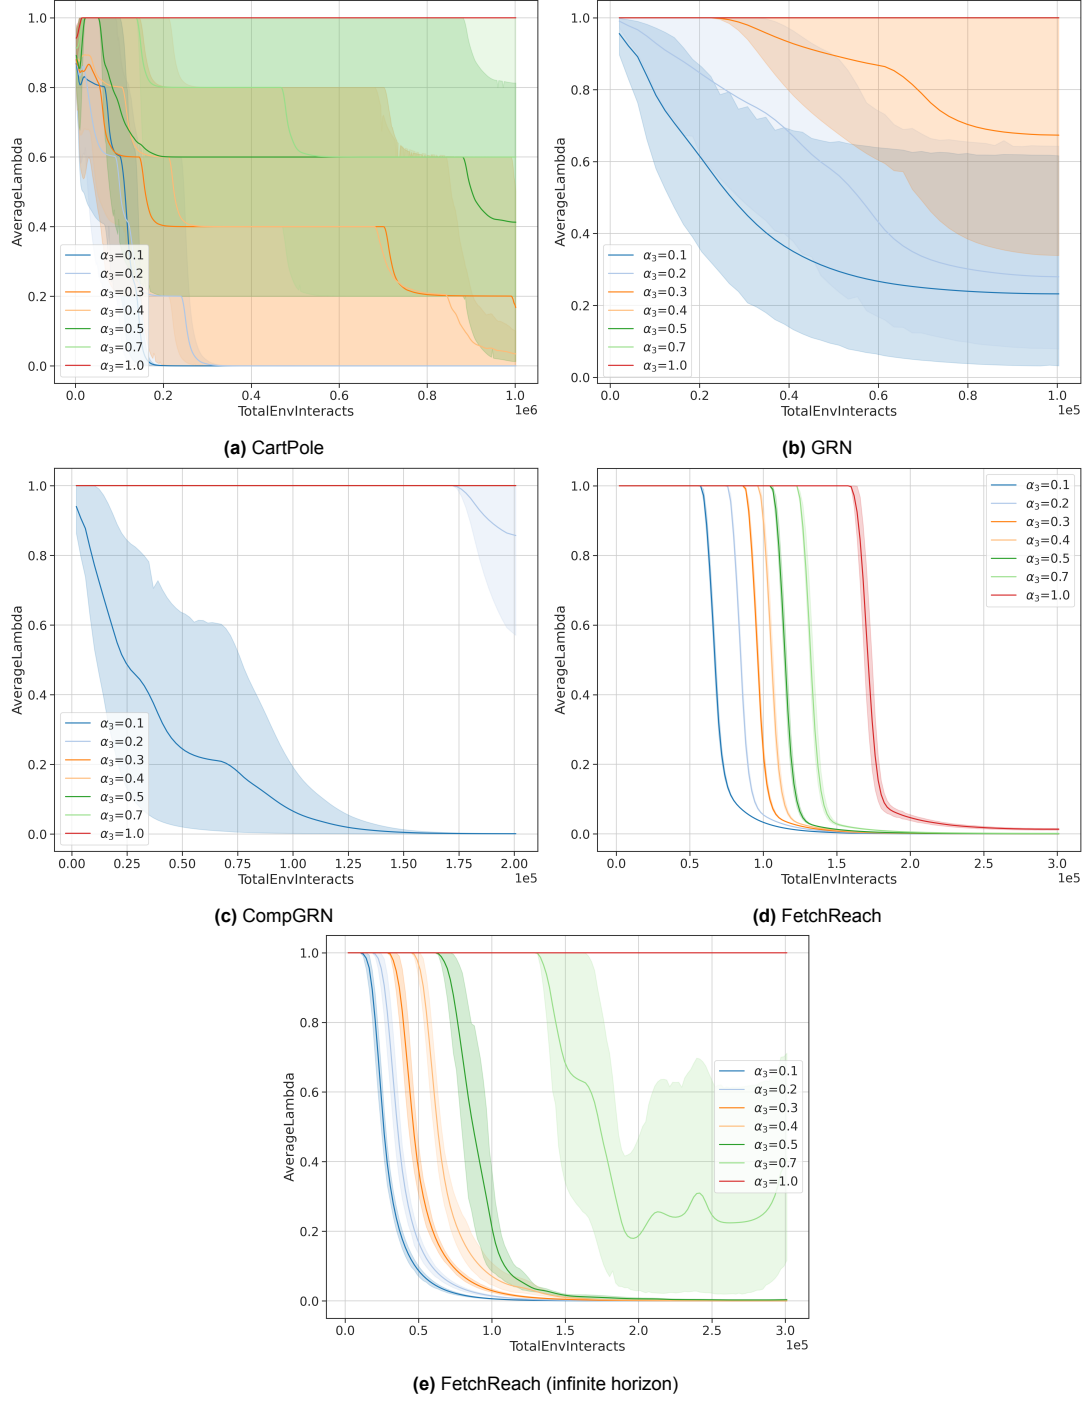 1.0
0.8
0.6
0.4
0.2
0.0
AverageLambda
α3=0.1
α3=0.2
α3=0.3
α3=0.4
α3=0.5
α3=0.7
α3=1.0
0.0 0.2 0.4 0.6 0.8 1.0
1e6
TotalEnvInteracts
(a) CartPole
1.0
0.8
0.6
0.4
0.2
0.0
AverageLambda
α3=0.1
α3=0.2
α3=0.3
α3=0.4
α3=0.5
α3=0.7
α3=1.0
0.0 0.2 0.4 0.6 0.8 1.0
1e5
TotalEnvInteracts
(b) GRN
1.0
0.8
0.6
0.4
0.2
0.0
AverageLambda
α3=0.1
α3=0.2
α3=0.3
α3=0.4
α3=0.5
α3=0.7
α3=1.0
0.00 0.25 0.50 0.75 1.00 1.25 1.50 1.75 2.00
1e5
TotalEnvInteracts
(c) CompGRN
1.0
0.8
0.6
0.4
0.2
0.0
AverageLambda
α3=0.1
α3=0.2
α3=0.3
α3=0.4
α3=0.5
α3=0.7
α3=1.0
0.0 0.5 1.0 1.5 2.0 2.5 3.0
1e5
TotalEnvInteracts
(d) FetchReach
1.0
0.8
0.6
0.4
0.2
0.0
AverageLambda
α3=0.1
α3=0.2
α3=0.3
α3=0.4
α3=0.5
α3=0.7
α3=1.0
0.0 0.5 1.0 1.5 2.0 2.5 3.0
1e5
TotalEnvInteracts
(e) FetchReach (infinite horizon)